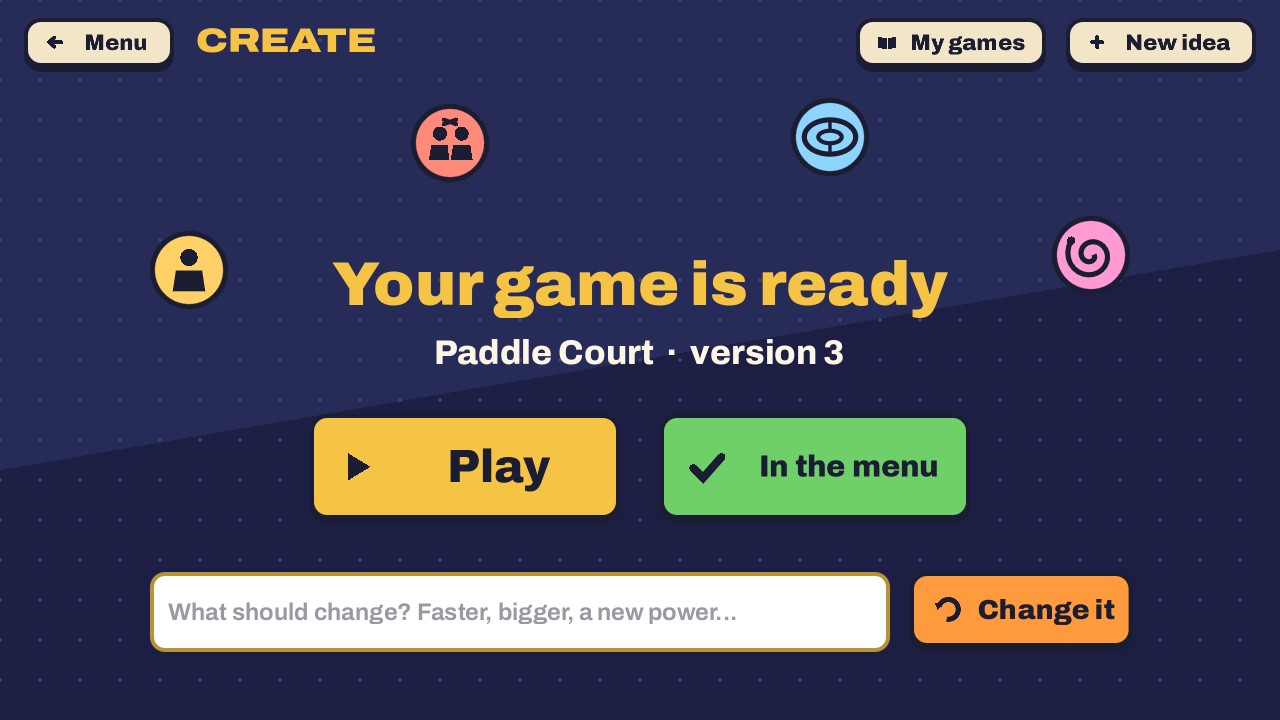 Menu
CREATE
My games
New idea
Your game is ready
Paddle Court · version 3
Play
In the menu
What should change? Faster, bigger, a new power...
Change it